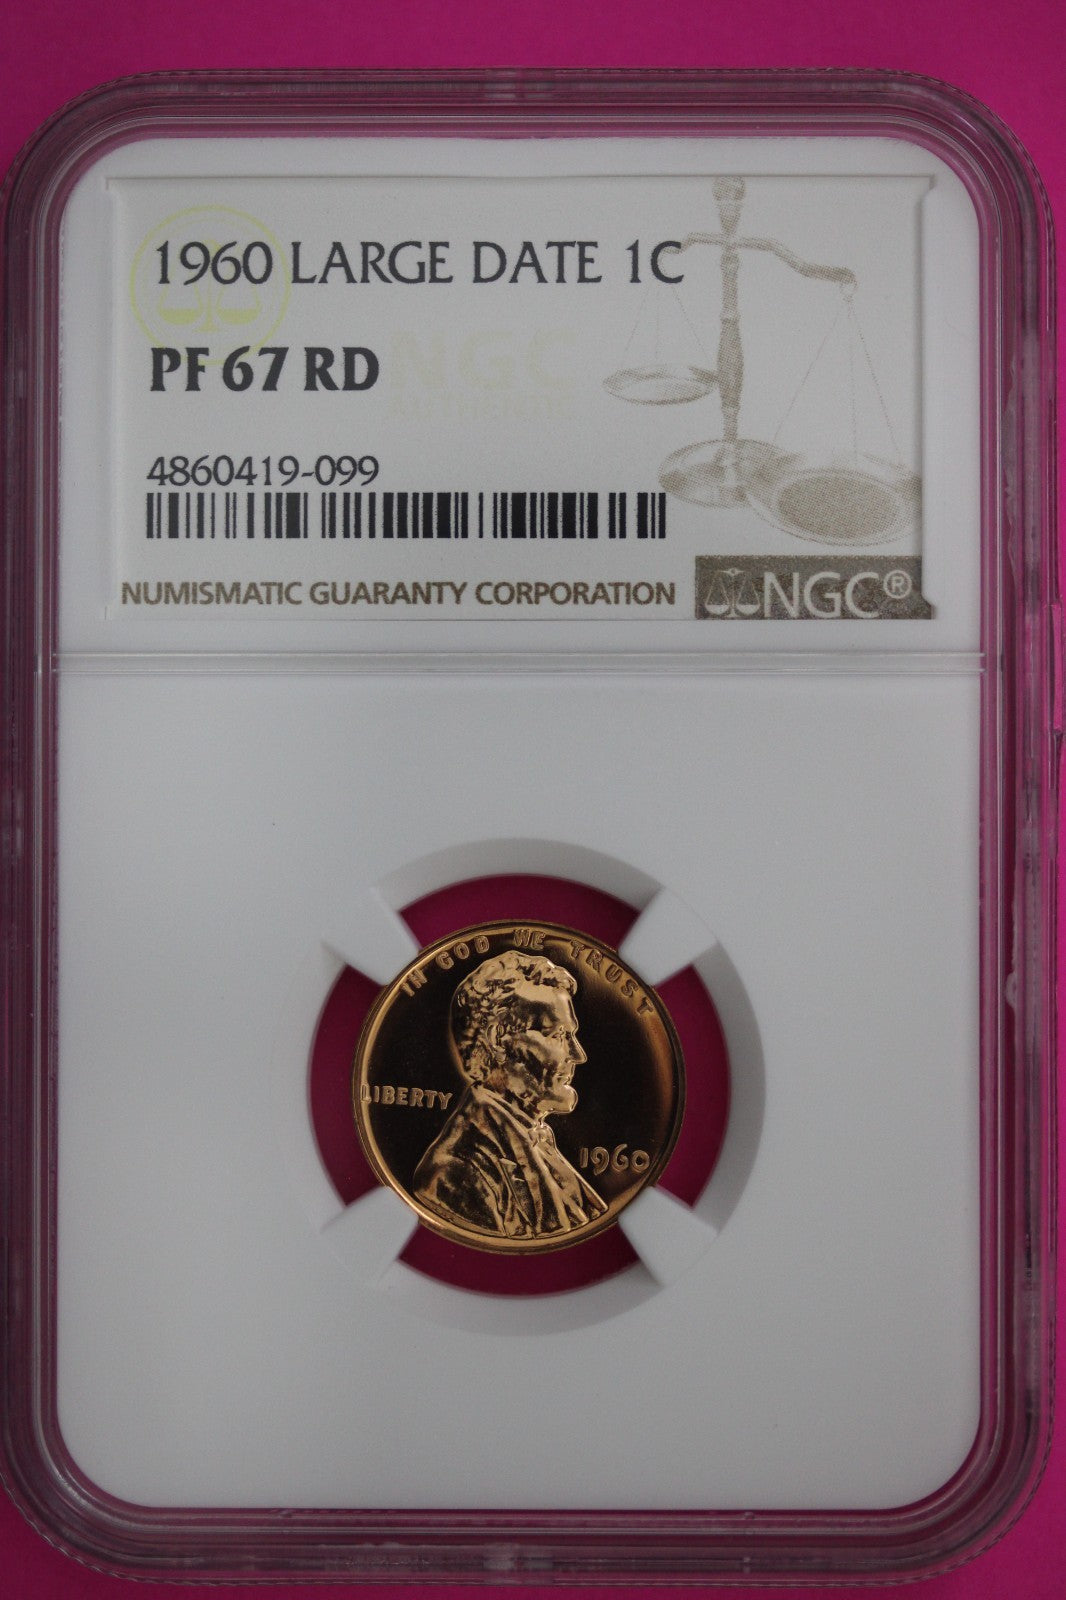 1960 LARGE DATE 1C
PF 67 RD
NGC
4860419-099
NUMISMATIC GUARANTY CORPORATION
NGC®
IN GOD WE TRUST
LIBERTY
1960